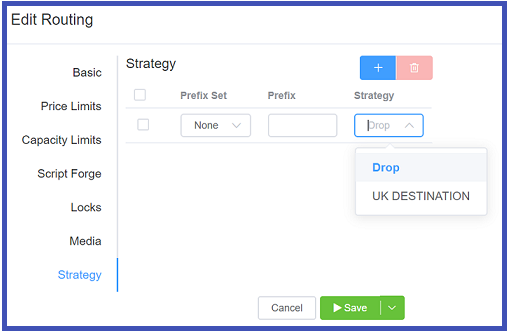 Edit Routing
Basic
Price Limits
Capacity Limits
Script Forge
Locks
Media
Strategy
Strategy
Prefix Set Prefix Strategy
None Drop
Drop
UK DESTINATION
Cancel Save